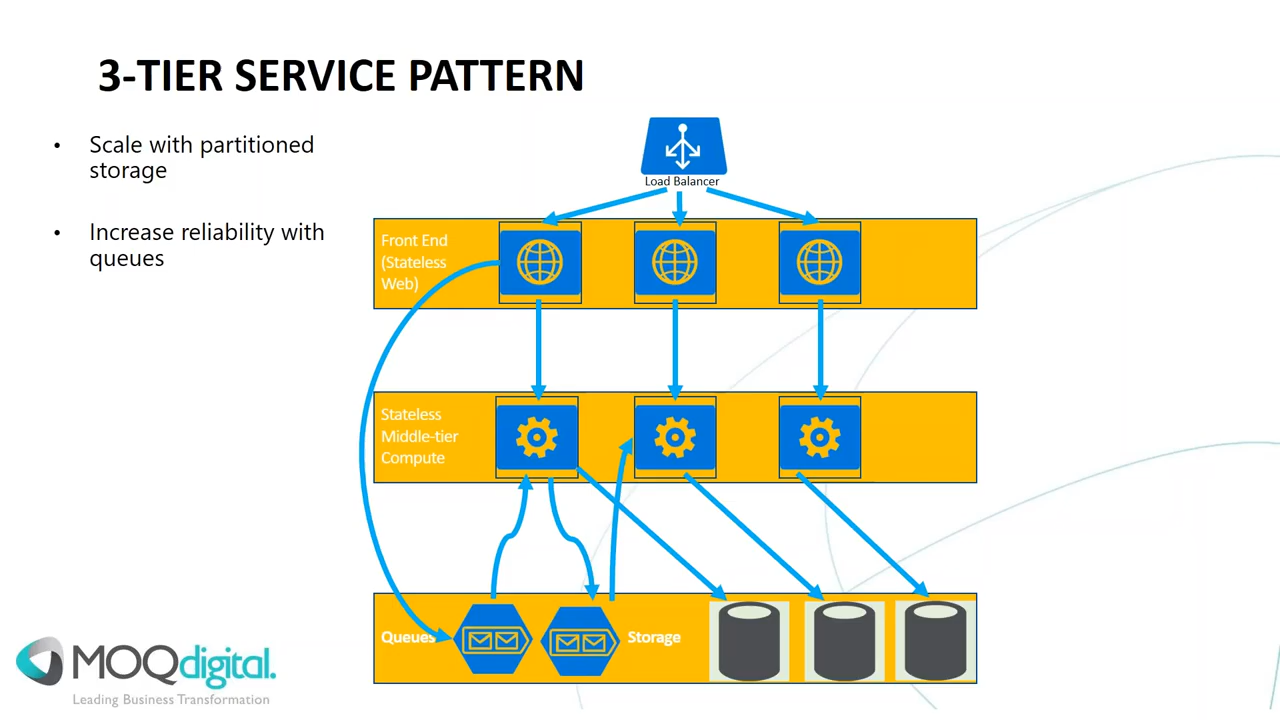 3-TIER SERVICE PATTERN
• Scale with partitioned
storage
• Increase reliability with
queues
Load Balancer
Front End
(Stateless
Web)
Stateless
Middle-tier
Compute
Queues
Storage
MOQdigital.
Leading Business Transformation